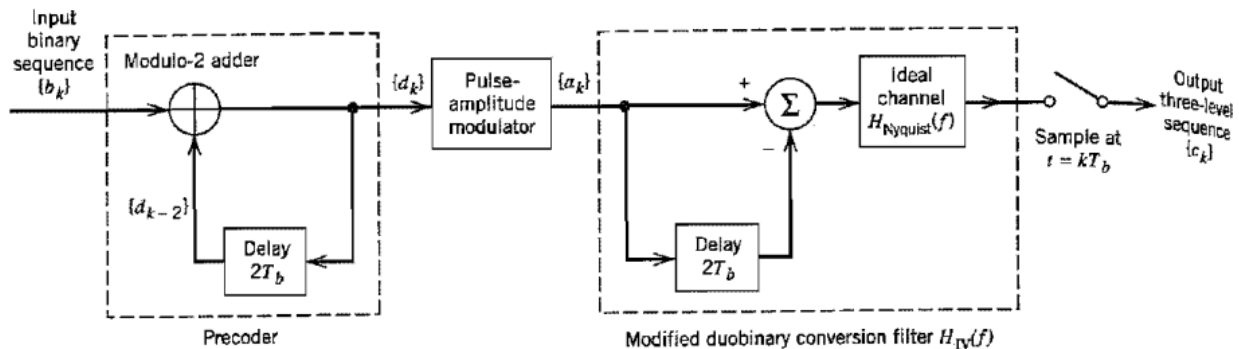 Input
binary
sequence
{b_k}
Modulo-2 adder
{d_k}
Pulse-
amplitude
modulator
{a_k}
+
Σ
−
Ideal
channel
H_Nyquist(f)
Sample at
t = kT_b
Output
three-level
sequence
{c_k}
{d_{k-2}}
Delay
2T_b
Delay
2T_b
Precoder
Modified duobinary conversion filter H_IV(f)